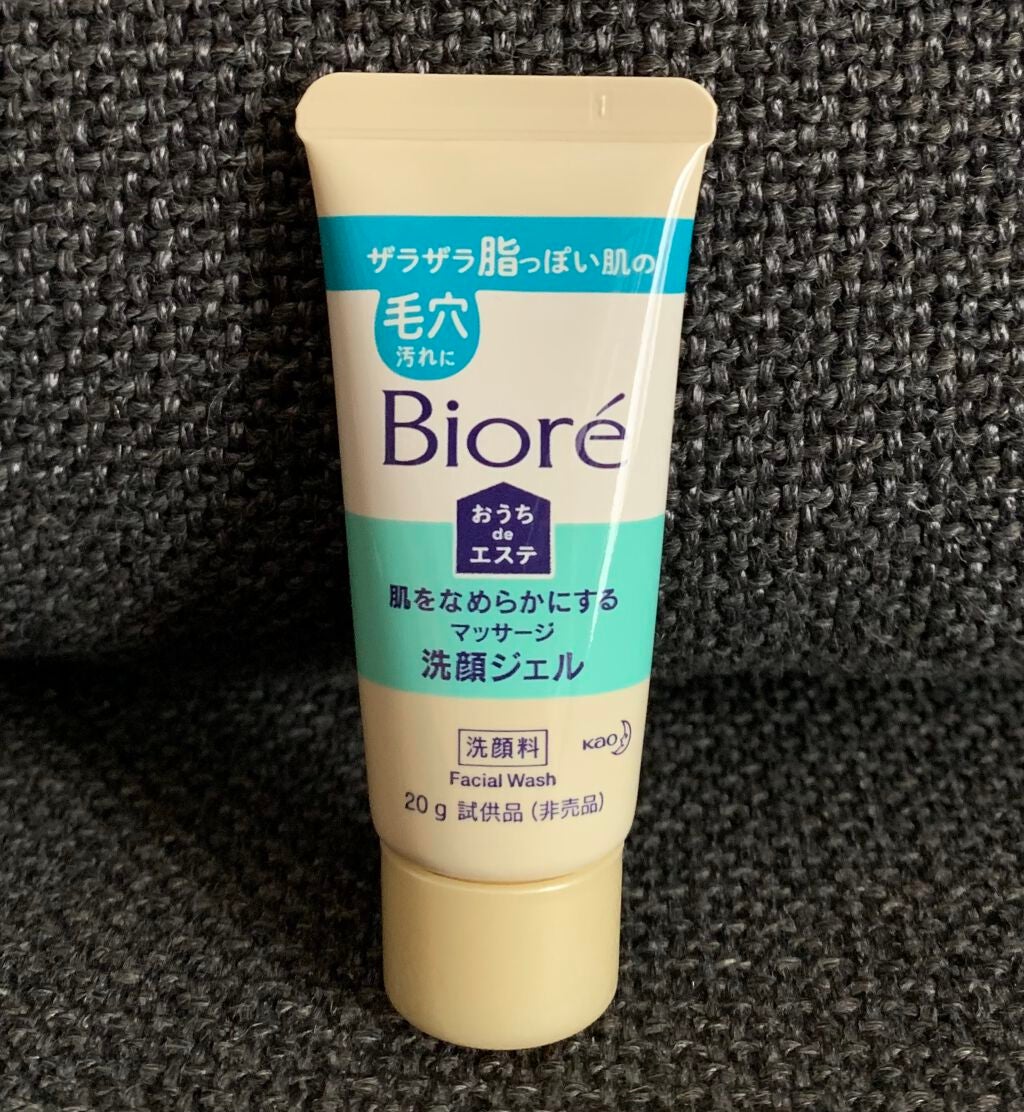 1
ザラザラ脂っぽい肌の
毛穴
汚れに
Bioré
おうち
de
エステ
肌をなめらかにする
マッサージ
洗顔ジェル
洗顔料
Kao
Facial Wash
20 g 試供品 (非売品)